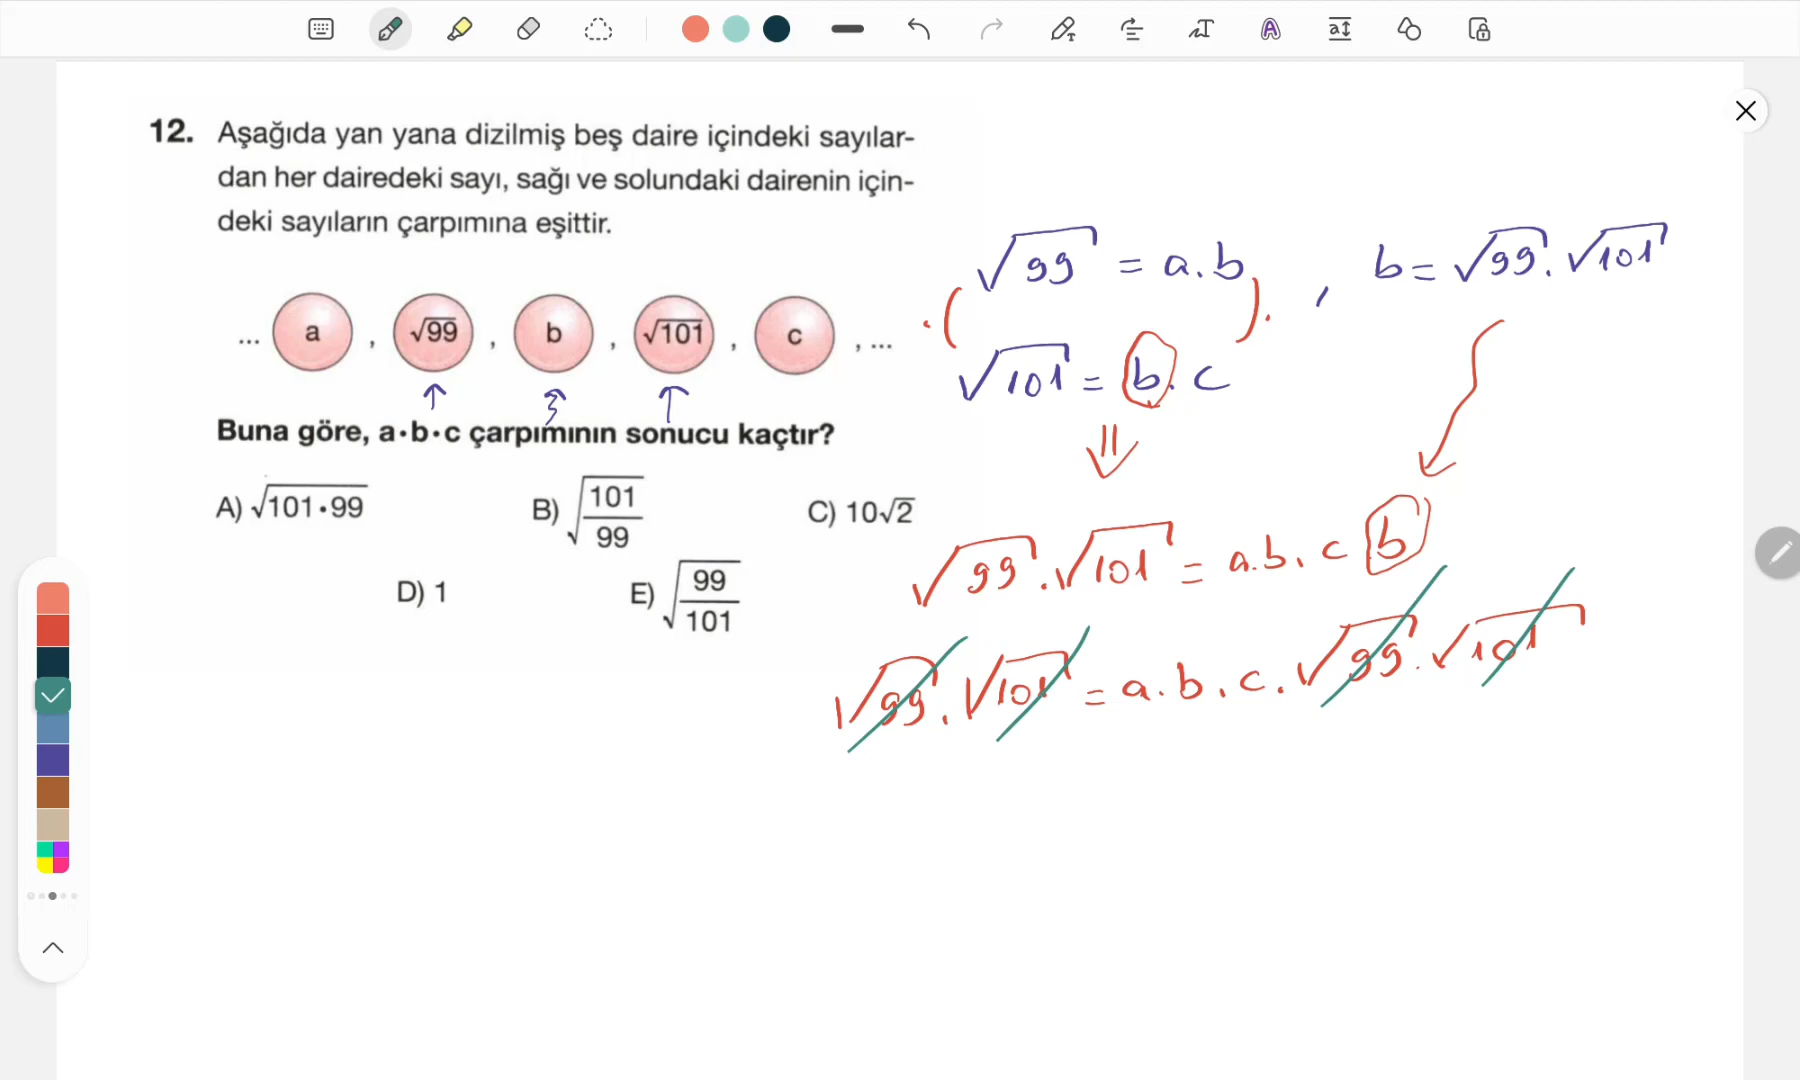 12. Aşağıda yan yana dizilmiş beş daire içindeki sayılar-
dan her dairedeki sayı, sağı ve solundaki dairenin için-
deki sayıların çarpımına eşittir.
... a , √99 , b , √101 , c , ...
Buna göre, a·b·c çarpımının sonucu kaçtır?
A) √101·99 B) √(101/99) C) 10√2
D) 1 E) √(99/101)
√99 = a.b , b = √99 . √101
√101 = b . c
√99 . √101 = a.b. c b
√99 . √101 = a.b.c. √99 . √101